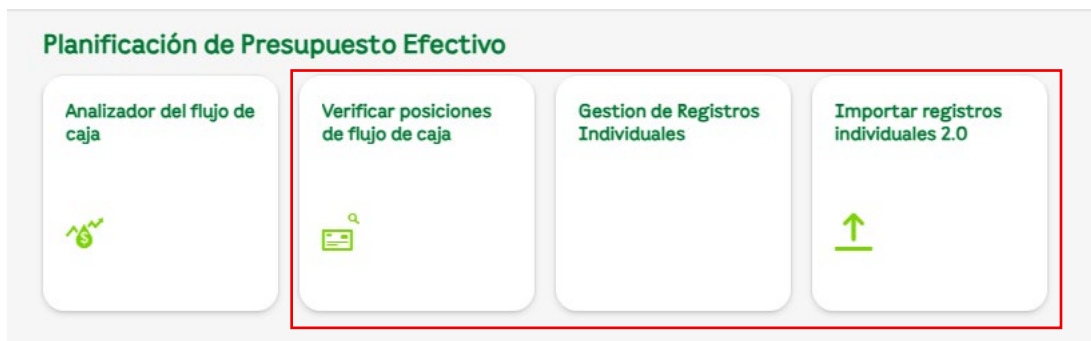 Planificación de Presupuesto Efectivo
Analizador del flujo de
caja
Verificar posiciones
de flujo de caja
Gestion de Registros
Individuales
Importar registros
individuales 2.0
$